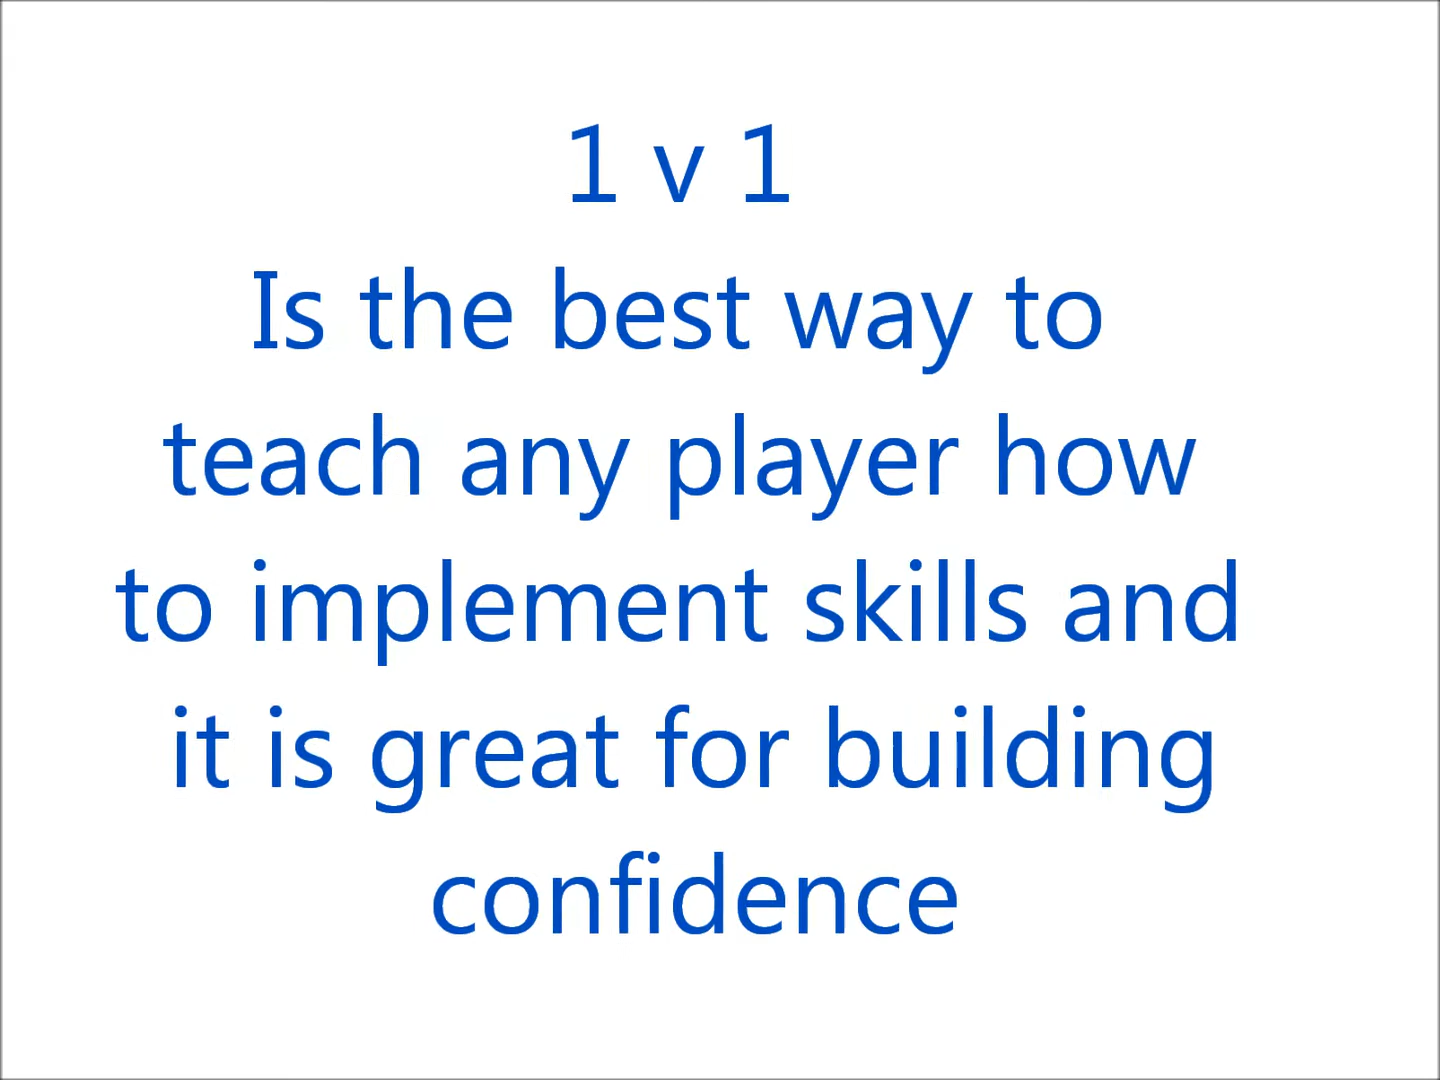 1 v 1
Is the best way to
teach any player how
to implement skills and
it is great for building
confidence